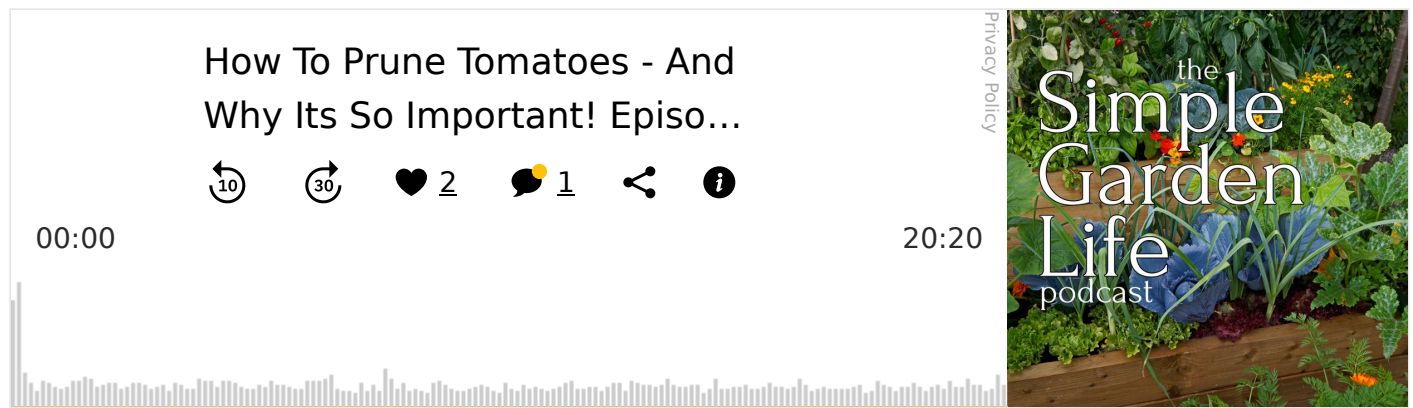 How To Prune Tomatoes - And
Why Its So Important! Episo...
10
30
2
1
i
00:00
20:20
Privacy Policy
the
Simple
Garden
Life
podcast